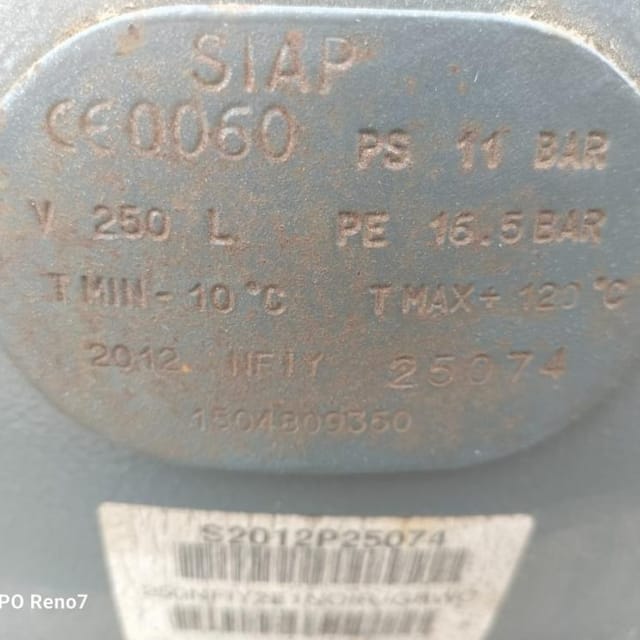 SIAP
CE 0060 PS 11 BAR
V 250 L PE 16.5 BAR
T MIN - 10 °C T MAX + 120 °C
2012 25074
1504809360
S2012P25074
PO Reno7